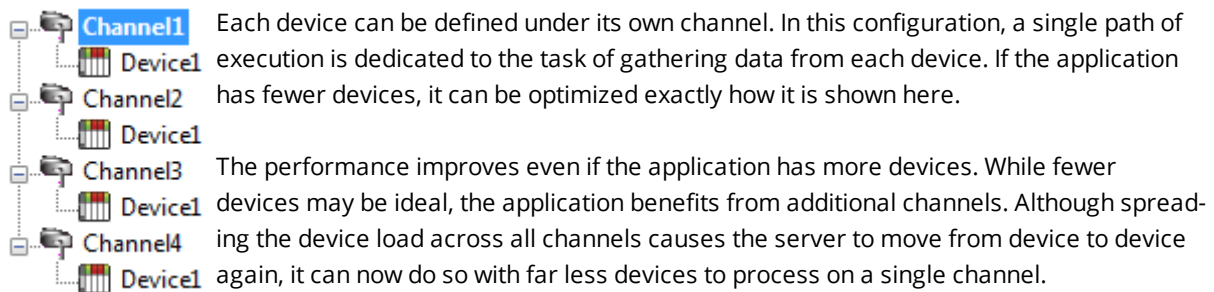 Channel1
Device1
Channel2
Device1
Channel3
Device1
Channel4
Device1
Each device can be defined under its own channel. In this configuration, a single path of
execution is dedicated to the task of gathering data from each device. If the application
has fewer devices, it can be optimized exactly how it is shown here.
The performance improves even if the application has more devices. While fewer
devices may be ideal, the application benefits from additional channels. Although spread-
ing the device load across all channels causes the server to move from device to device
again, it can now do so with far less devices to process on a single channel.